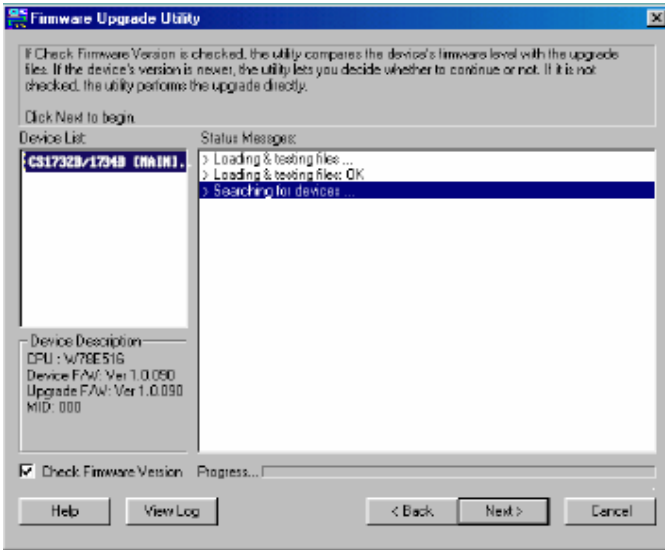 Firmware Upgrade Utility
If Check Firmware Version is checked, the utility compares the device's firmware level with the upgrade
files. If the device's version is newer, the utility lets you decide whether to continue or not. If it is not
checked, the utility performs the upgrade directly.
Click Next to begin.
Device List:
Status Messages:
CS1732B/1734B [MAIN].
> Loading & testing files ...
> Loading & testing files: OK
> Searching for devices ...
Device Description
CPU : W78E516
Device F/W: Ver 1.0.090
Upgrade F/W: Ver 1.0.090
MID: 000
Check Firmware Version
Progress...
Help
View Log
< Back
Next >
Cancel